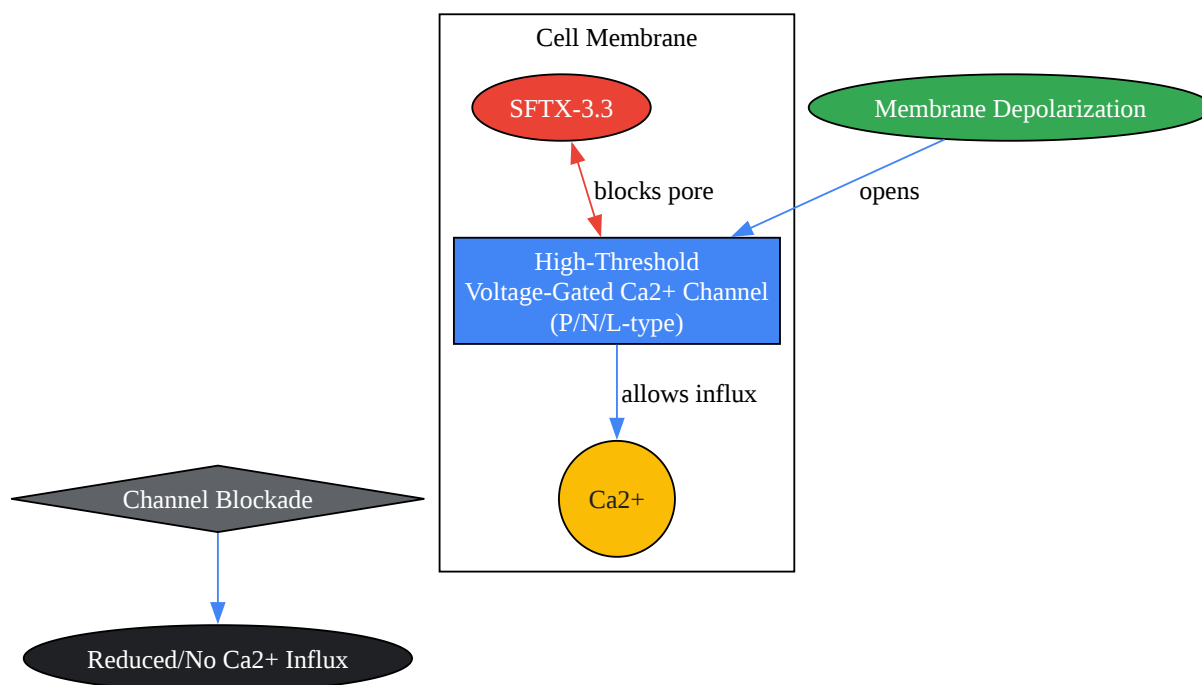 Cell Membrane
SFTX-3.3
Membrane Depolarization
blocks pore
opens
High-Threshold
Voltage-Gated Ca2+ Channel
(P/N/L-type)
allows influx
Ca2+
Channel Blockade
Reduced/No Ca2+ Influx